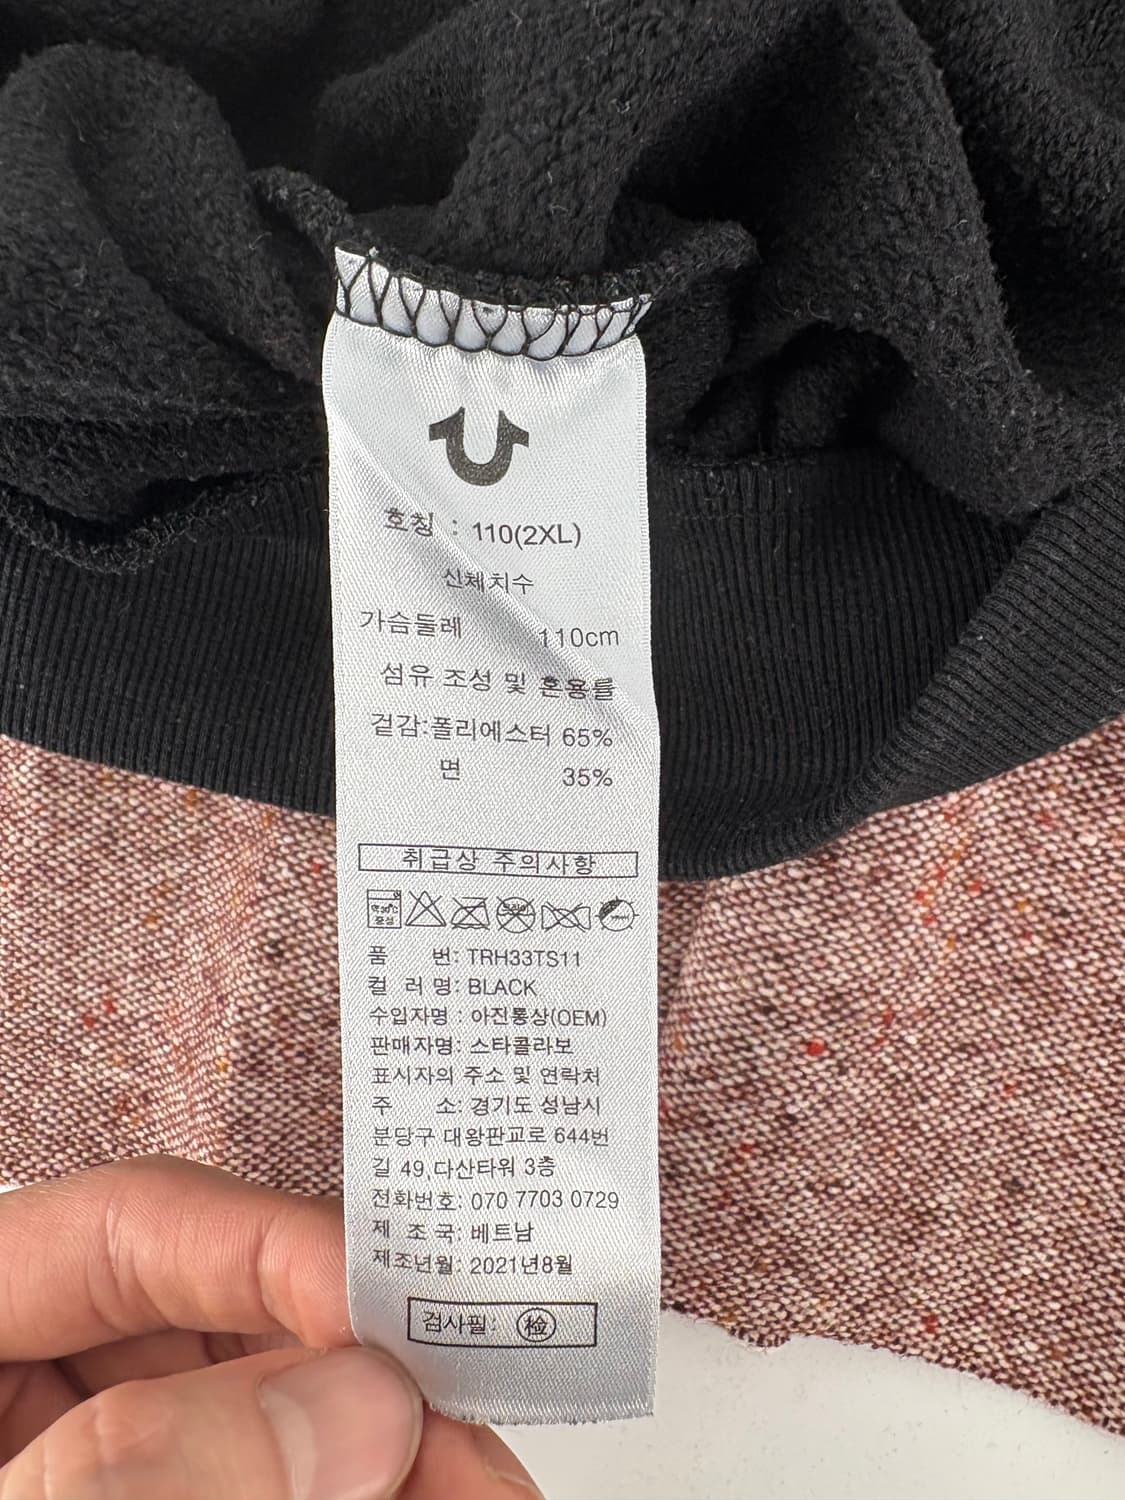 호칭 : 110(2XL)
신체치수
가슴둘레 110cm
섬유 조성 및 혼용률
겉감:폴리에스터 65%
면 35%
취급상 주의사항
약 30℃
중성
품 번: TRH33TS11
컬 러 명: BLACK
수입자명 : 아진통상(OEM)
판매자명: 스타콜라보
표시자의 주소 및 연락처
주 소: 경기도 성남시
분당구 대왕판교로 644번
길 49,다산타워 3층
전화번호: 070 7703 0729
제 조 국: 베트남
제조년월: 2021년8월
검사필: 検